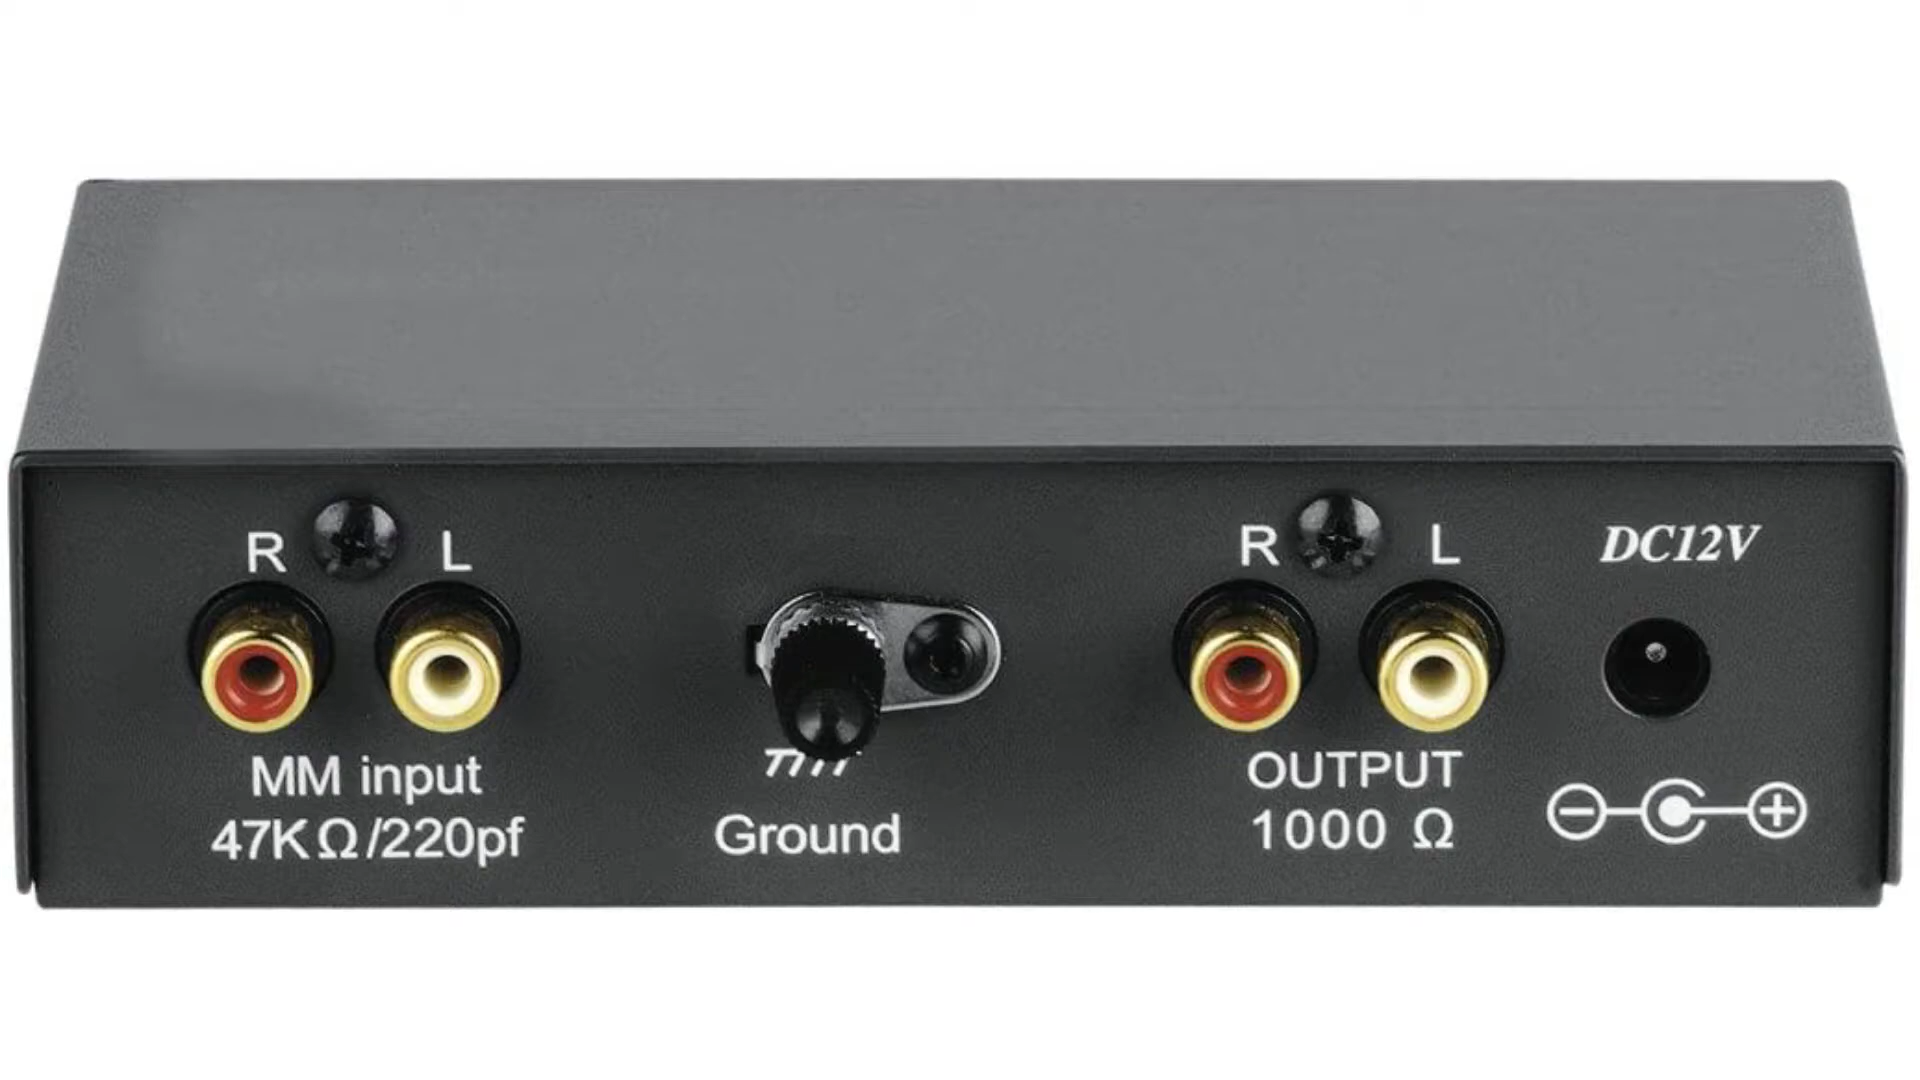 R L
MM input
47KΩ/220pf
Ground
R L
OUTPUT
1000 Ω
DC12V